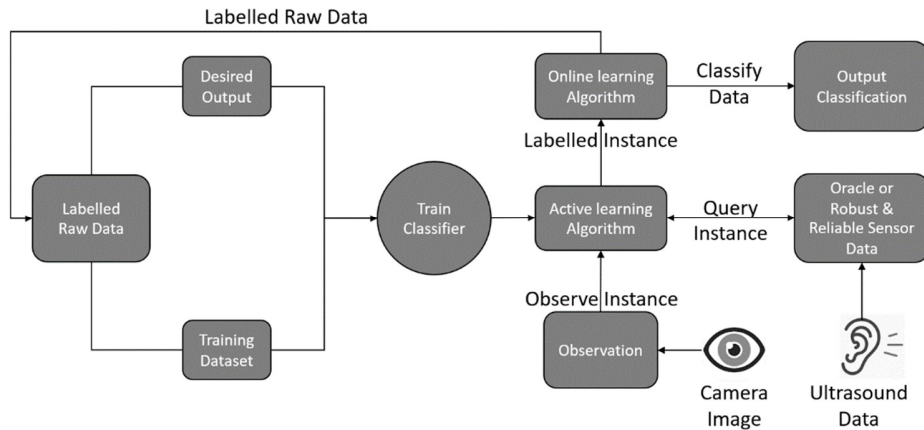 Labelled Raw Data
Desired
Output
Online learning
Algorithm
Classify
Data
Output
Classification
Labelled Instance
Labelled
Raw Data
Train
Classifier
Active learning
Algorithm
Query
Instance
Oracle or
Robust &
Reliable Sensor
Data
Observe Instance
Training
Dataset
Observation
Camera
Image
Ultrasound
Data